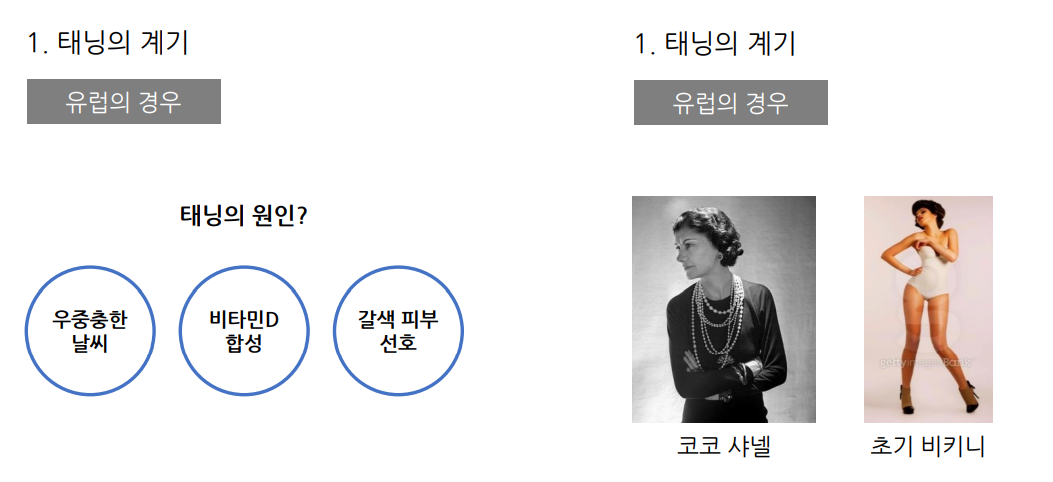 1. 태닝의 계기
유럽의 경우
태닝의 원인?
우중충한
날씨
비타민D
합성
갈색 피부
선호
1. 태닝의 계기
유럽의 경우
코코 샤넬
초기 비키니